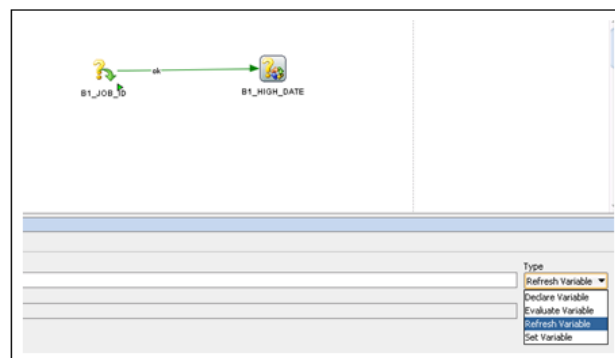 ok
B1_JOB_ID
B1_HIGH_DATE
Type
Refresh Variable
Declare Variable
Evaluate Variable
Refresh Variable
Set Variable